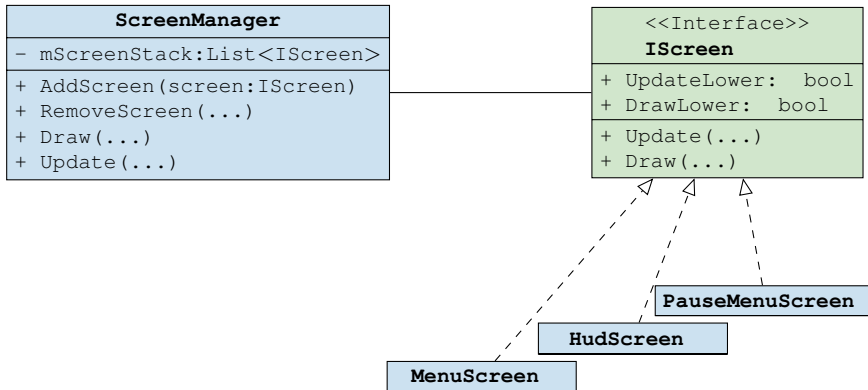 ScreenManager
- mScreenStack:List<IScreen>
+ AddScreen(screen:IScreen)
+ RemoveScreen(...)
+ Draw(...)
+ Update(...)
<<Interface>>
IScreen
+ UpdateLower: bool
+ DrawLower: bool
+ Update(...)
+ Draw(...)
PauseMenuScreen
HudScreen
MenuScreen